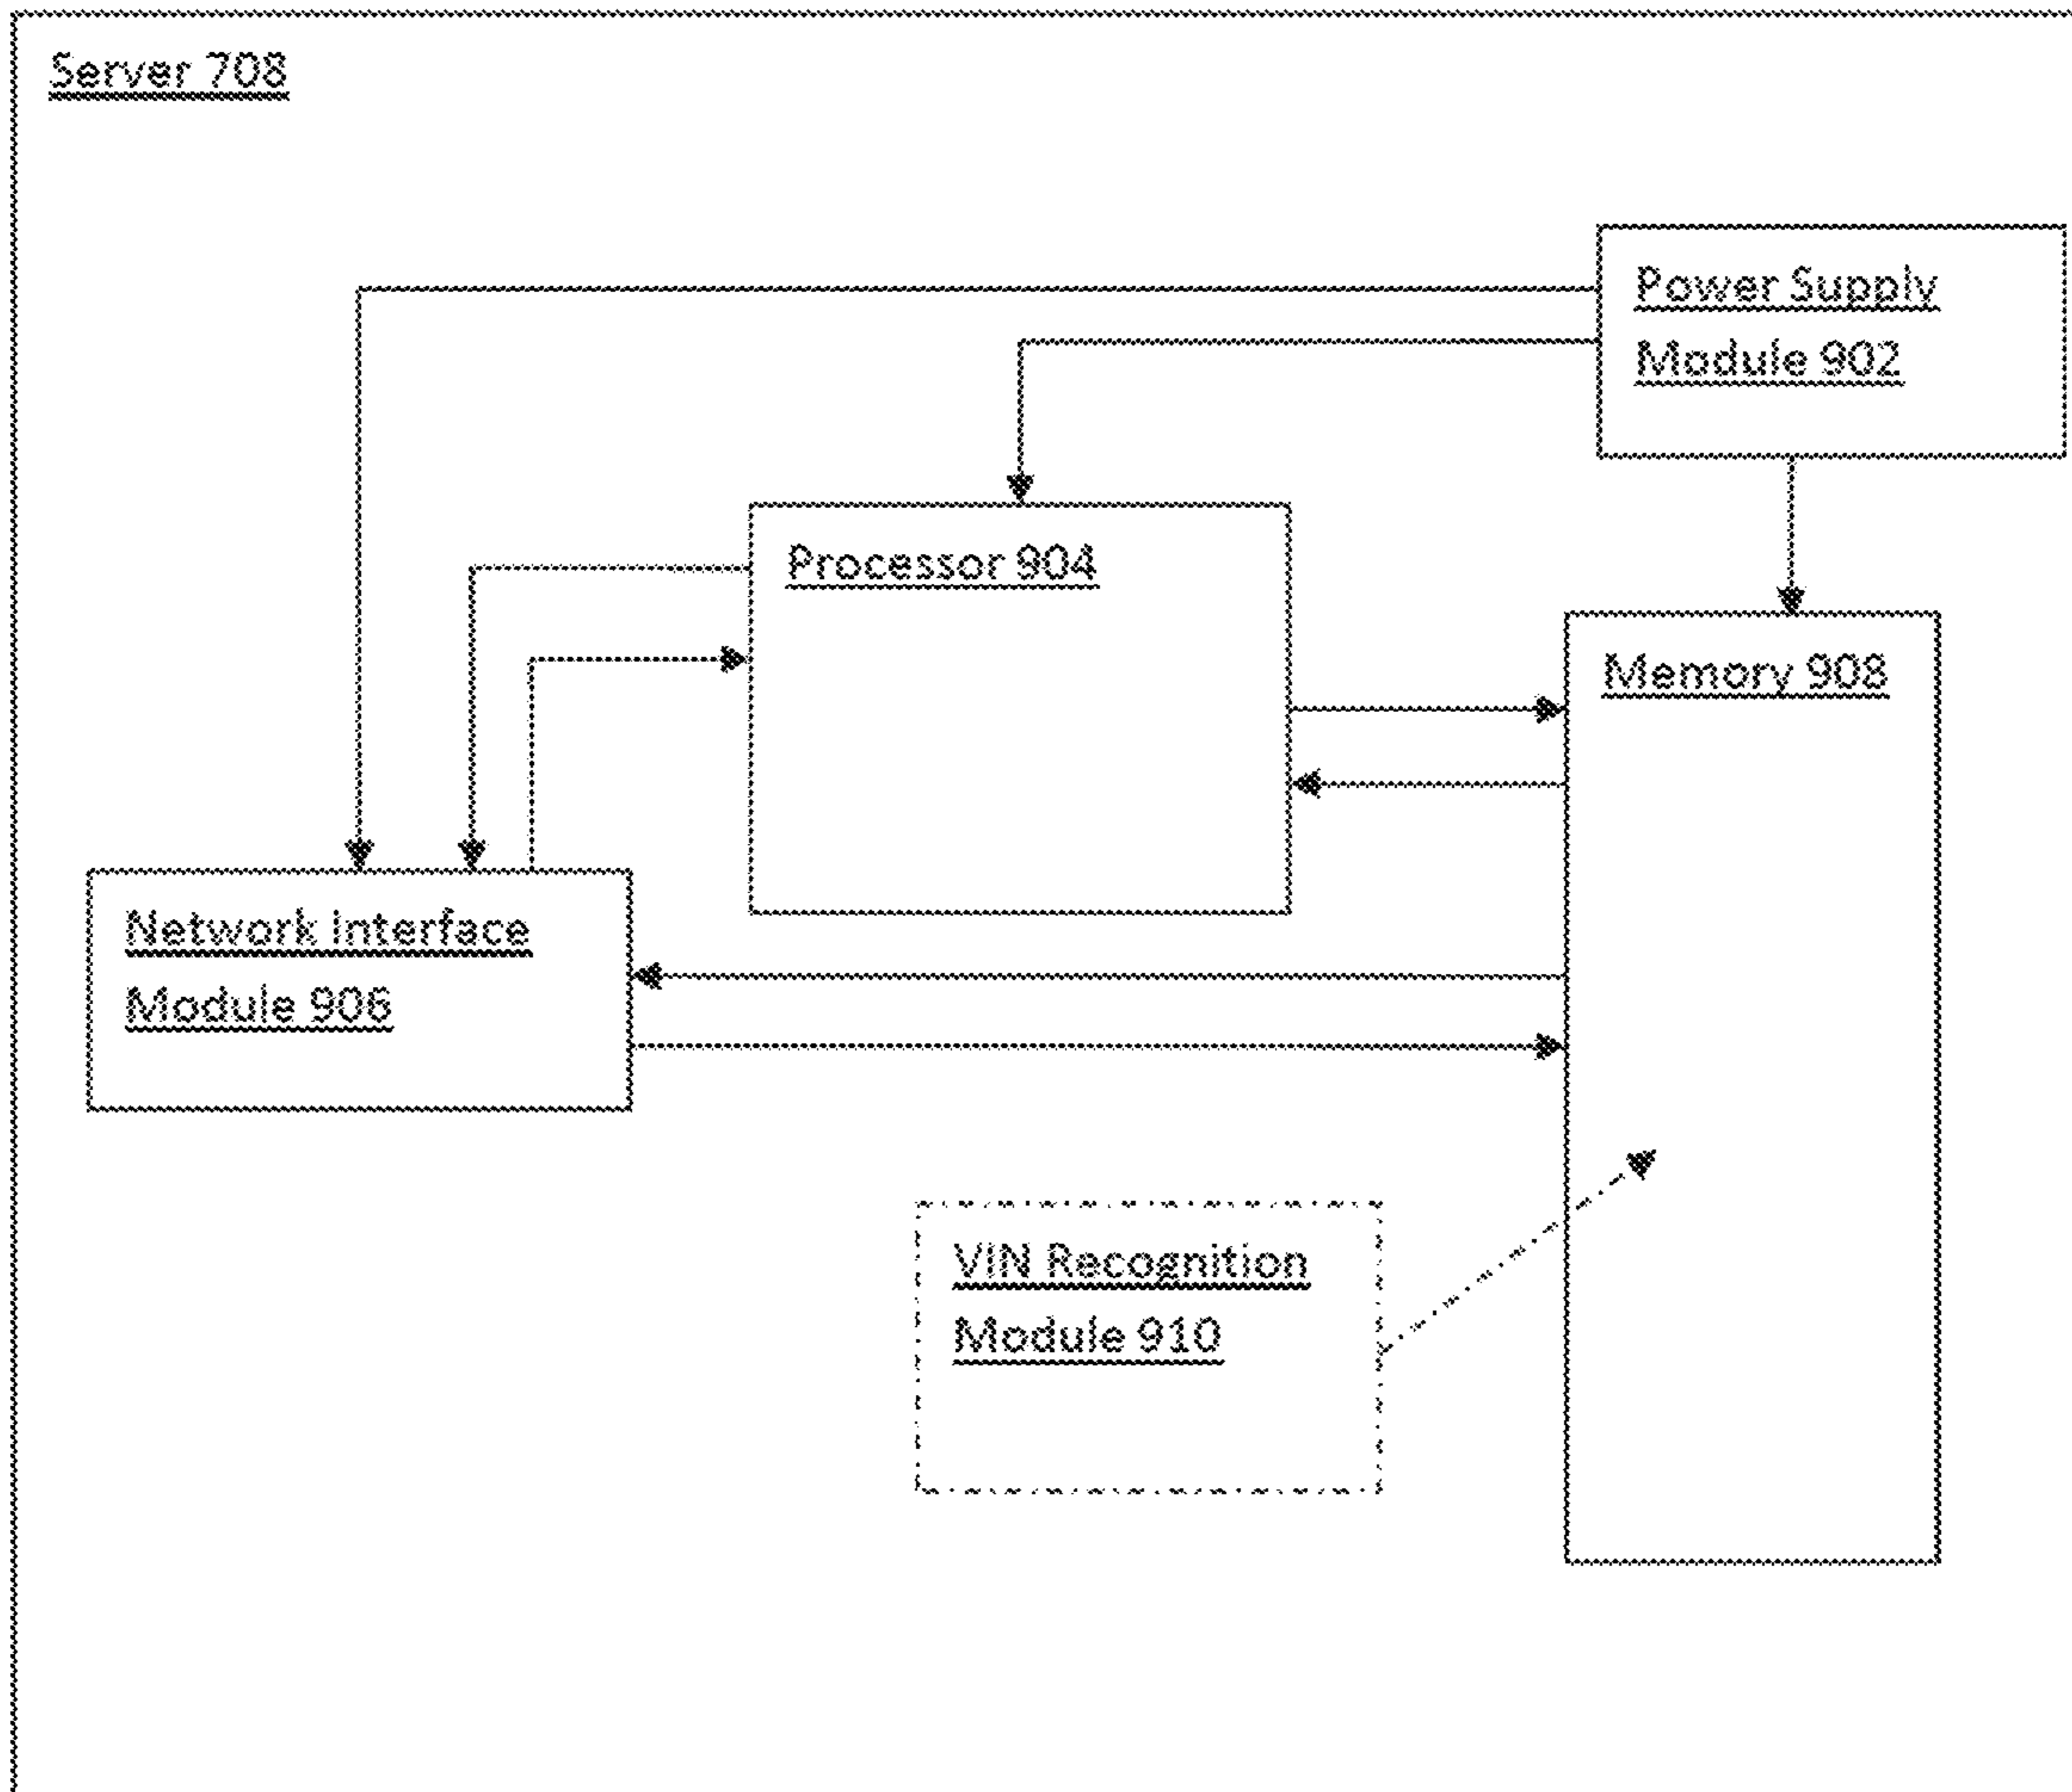 Server 708
Power Supply
Module 902
Processor 904
Memory 908
Network Interface
Module 906
VIN Recognition
Module 910